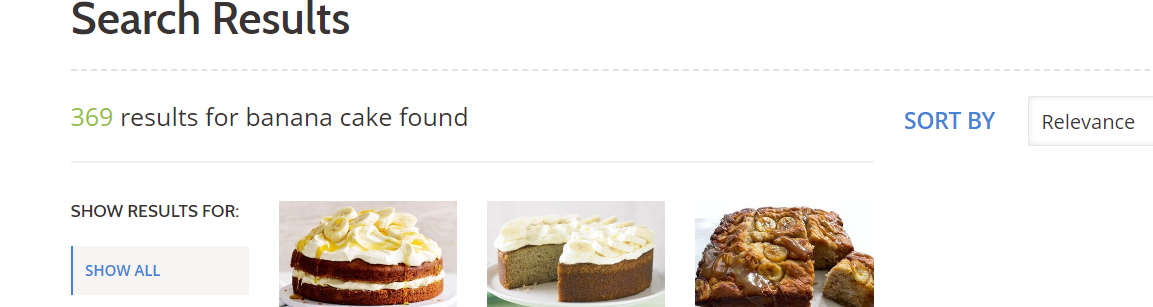 Search Results
369 results for banana cake found
SORT BY
Relevance
SHOW RESULTS FOR:
SHOW ALL